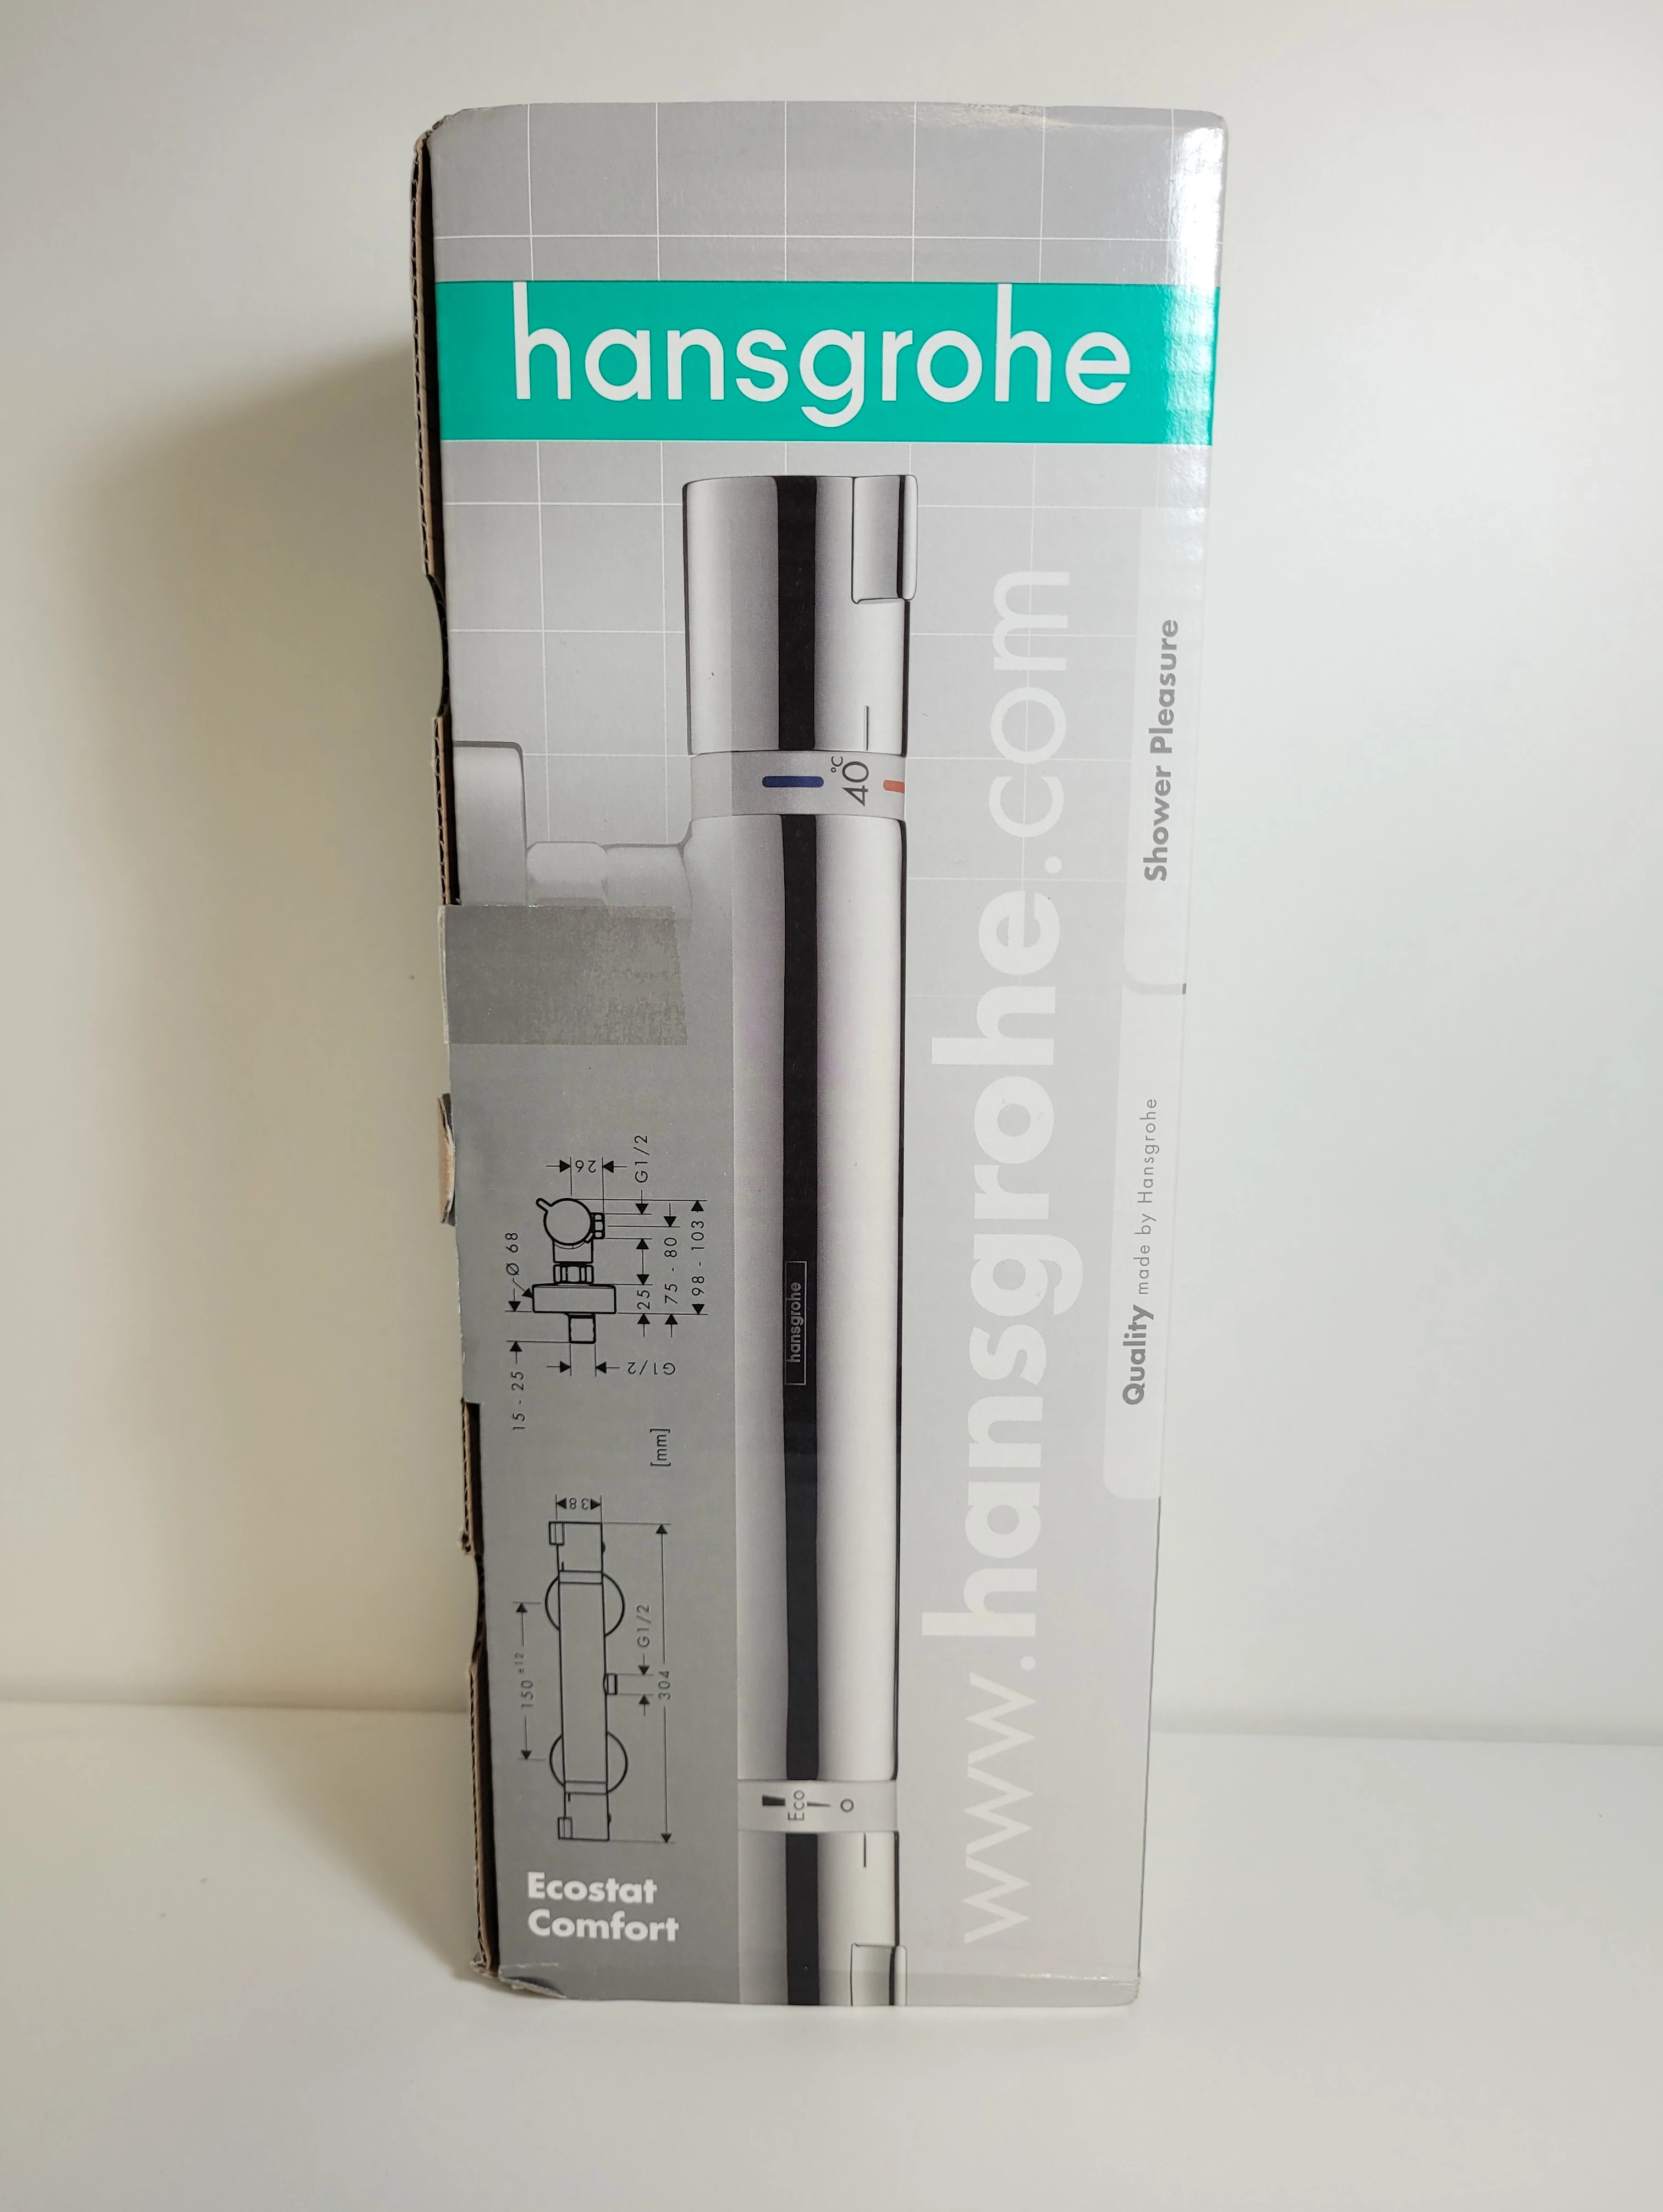 hansgrohe
40 °C
www.hansgrohe.com
Shower Pleasure
Quality made by Hansgrohe
hansgrohe
26
G1/2
Ø 68
15 - 25
25
75 - 80
98 - 103
G1/2
[mm]
38
150 ±12
G1/2
304
Eco
O
Ecostat
Comfort